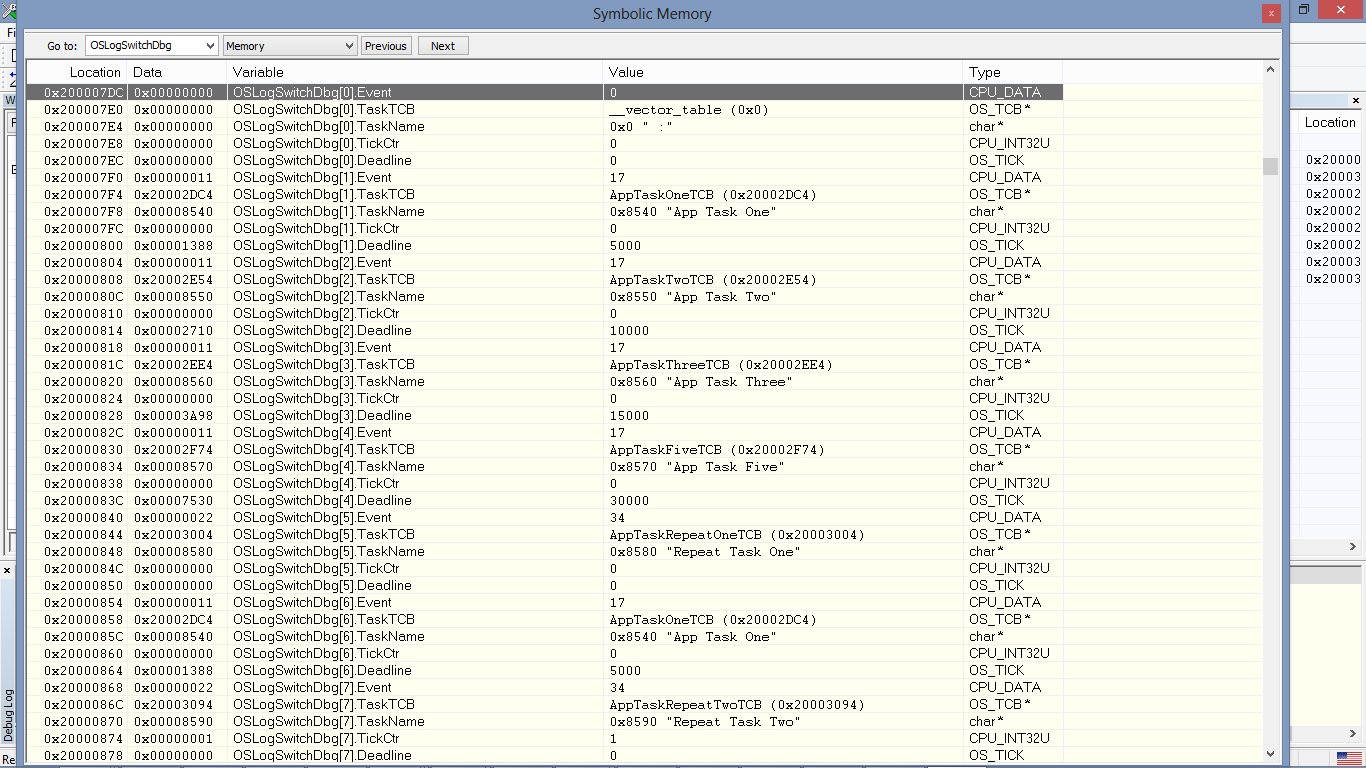 Symbolic Memory
x
Fi
Go to: OSLogSwitchDbg Memory Previous Next
Location Data Variable Value Type
0x200007DC 0x00000000 OSLogSwitchDbg[0].Event 0 CPU_DATA
0x200007E0 0x00000000 OSLogSwitchDbg[0].TaskTCB __vector_table (0x0) OS_TCB*
0x200007E4 0x00000000 OSLogSwitchDbg[0].TaskName 0x0 " :" char*
0x200007E8 0x00000000 OSLogSwitchDbg[0].TickCtr 0 CPU_INT32U
0x200007EC 0x00000000 OSLogSwitchDbg[0].Deadline 0 OS_TICK
0x200007F0 0x00000011 OSLogSwitchDbg[1].Event 17 CPU_DATA
0x200007F4 0x20002DC4 OSLogSwitchDbg[1].TaskTCB AppTaskOneTCB (0x20002DC4) OS_TCB*
0x200007F8 0x00008540 OSLogSwitchDbg[1].TaskName 0x8540 "App Task One" char*
0x200007FC 0x00000000 OSLogSwitchDbg[1].TickCtr 0 CPU_INT32U
0x20000800 0x00001388 OSLogSwitchDbg[1].Deadline 5000 OS_TICK
0x20000804 0x00000011 OSLogSwitchDbg[2].Event 17 CPU_DATA
0x20000808 0x20002E54 OSLogSwitchDbg[2].TaskTCB AppTaskTwoTCB (0x20002E54) OS_TCB*
0x2000080C 0x00008550 OSLogSwitchDbg[2].TaskName 0x8550 "App Task Two" char*
0x20000810 0x00000000 OSLogSwitchDbg[2].TickCtr 0 CPU_INT32U
0x20000814 0x00002710 OSLogSwitchDbg[2].Deadline 10000 OS_TICK
0x20000818 0x00000011 OSLogSwitchDbg[3].Event 17 CPU_DATA
0x2000081C 0x20002EE4 OSLogSwitchDbg[3].TaskTCB AppTaskThreeTCB (0x20002EE4) OS_TCB*
0x20000820 0x00008560 OSLogSwitchDbg[3].TaskName 0x8560 "App Task Three" char*
0x20000824 0x00000000 OSLogSwitchDbg[3].TickCtr 0 CPU_INT32U
0x20000828 0x00003A98 OSLogSwitchDbg[3].Deadline 15000 OS_TICK
0x2000082C 0x00000011 OSLogSwitchDbg[4].Event 17 CPU_DATA
0x20000830 0x20002F74 OSLogSwitchDbg[4].TaskTCB AppTaskFiveTCB (0x20002F74) OS_TCB*
0x20000834 0x00008570 OSLogSwitchDbg[4].TaskName 0x8570 "App Task Five" char*
0x20000838 0x00000000 OSLogSwitchDbg[4].TickCtr 0 CPU_INT32U
0x2000083C 0x00007530 OSLogSwitchDbg[4].Deadline 30000 OS_TICK
0x20000840 0x00000022 OSLogSwitchDbg[5].Event 34 CPU_DATA
0x20000844 0x20003004 OSLogSwitchDbg[5].TaskTCB AppTaskRepeatOneTCB (0x20003004) OS_TCB*
0x20000848 0x00008580 OSLogSwitchDbg[5].TaskName 0x8580 "Repeat Task One" char*
0x2000084C 0x00000000 OSLogSwitchDbg[5].TickCtr 0 CPU_INT32U
0x20000850 0x00000000 OSLogSwitchDbg[5].Deadline 0 OS_TICK
0x20000854 0x00000011 OSLogSwitchDbg[6].Event 17 CPU_DATA
0x20000858 0x20002DC4 OSLogSwitchDbg[6].TaskTCB AppTaskOneTCB (0x20002DC4) OS_TCB*
0x2000085C 0x00008540 OSLogSwitchDbg[6].TaskName 0x8540 "App Task One" char*
0x20000860 0x00000000 OSLogSwitchDbg[6].TickCtr 0 CPU_INT32U
0x20000864 0x00001388 OSLogSwitchDbg[6].Deadline 5000 OS_TICK
0x20000868 0x00000022 OSLogSwitchDbg[7].Event 34 CPU_DATA
0x2000086C 0x20003094 OSLogSwitchDbg[7].TaskTCB AppTaskRepeatTwoTCB (0x20003094) OS_TCB*
0x20000870 0x00008590 OSLogSwitchDbg[7].TaskName 0x8590 "Repeat Task Two" char*
0x20000874 0x00000001 OSLogSwitchDbg[7].TickCtr 1 CPU_INT32U
0x20000878 0x00000000 OSLogSwitchDbg[7].Deadline 0 OS_TICK
Location
0x20000
0x20003
0x20002
0x20002
0x20002
0x20002
0x20003
0x20003
Debug Log
Re